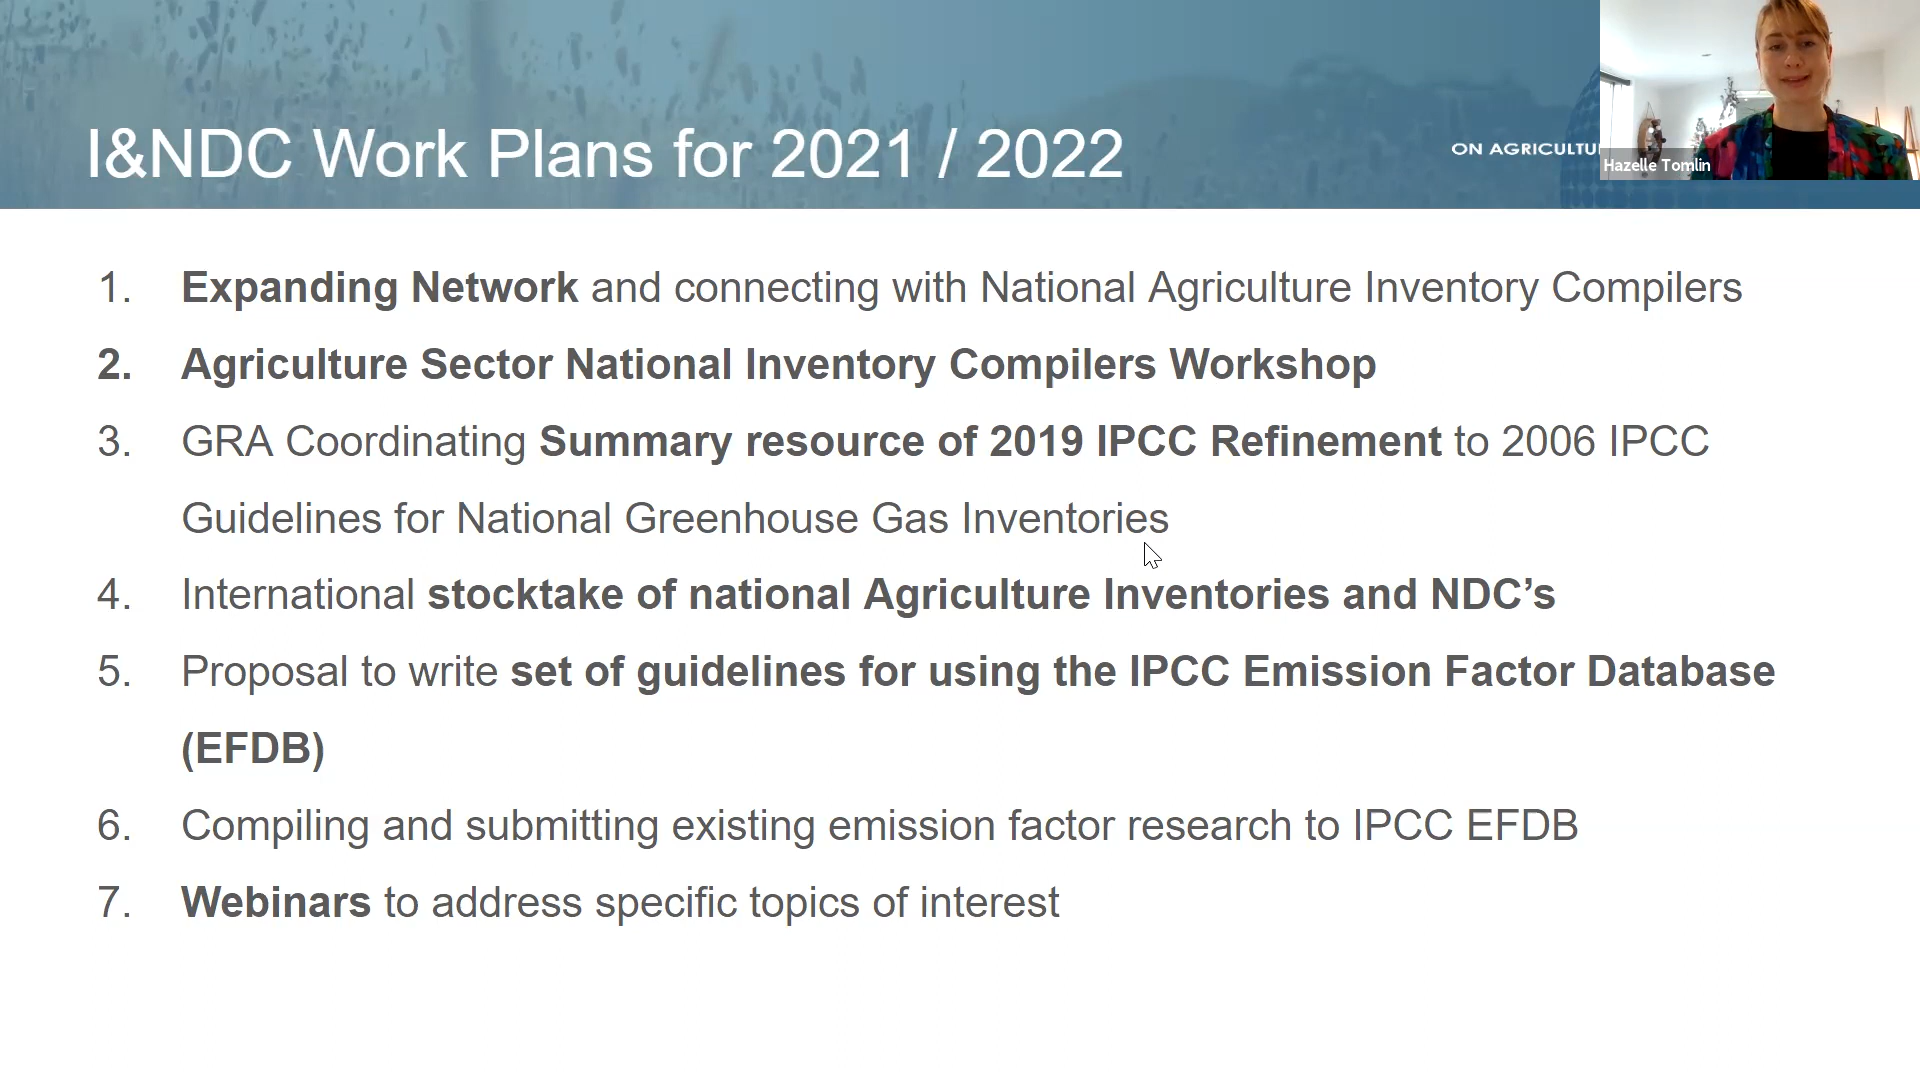 I&NDC Work Plans for 2021 / 2022
ON AGRICULTU
Hazelle Tomlin
1. Expanding Network and connecting with National Agriculture Inventory Compilers
2. Agriculture Sector National Inventory Compilers Workshop
3. GRA Coordinating Summary resource of 2019 IPCC Refinement to 2006 IPCC
Guidelines for National Greenhouse Gas Inventories
4. International stocktake of national Agriculture Inventories and NDC’s
5. Proposal to write set of guidelines for using the IPCC Emission Factor Database
(EFDB)
6. Compiling and submitting existing emission factor research to IPCC EFDB
7. Webinars to address specific topics of interest